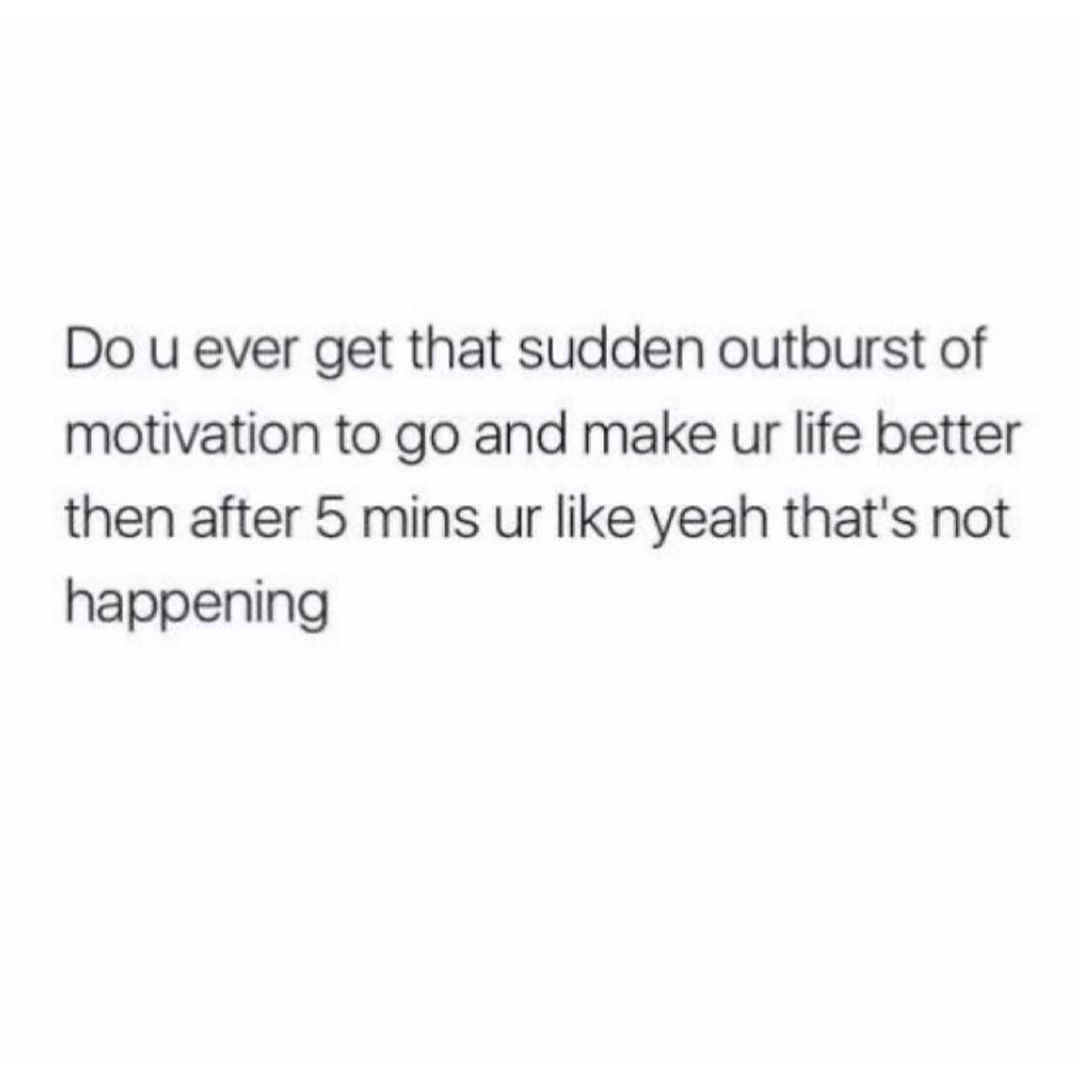 Do u ever get that sudden outburst of
motivation to go and make ur life better
then after 5 mins ur like yeah that's not
happening